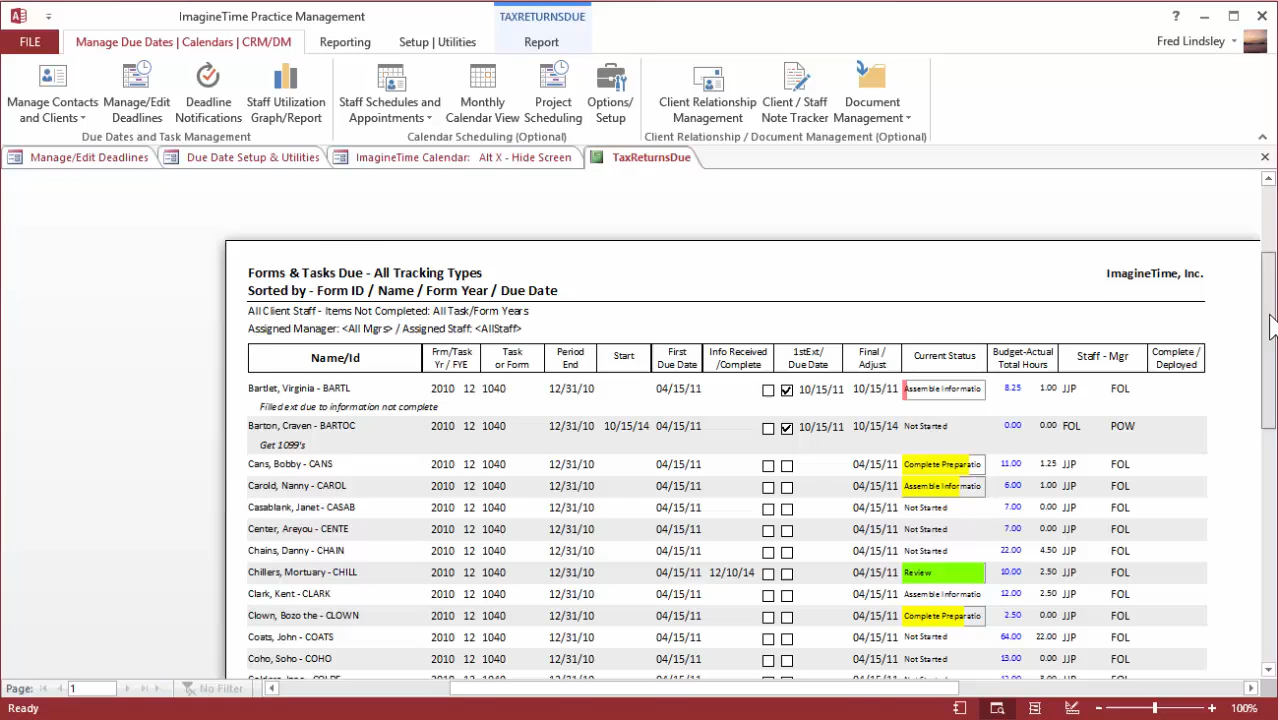 ImagineTime Practice Management
TAXRETURNSDUE
?
FILE
Manage Due Dates | Calendars | CRM/DM
Reporting
Setup | Utilities
Report
Fred Lindsley
Manage Contacts and Clients
Manage/Edit Deadlines
Deadline Notifications
Staff Utilization Graph/Report
Due Dates and Task Management
Staff Schedules and Appointments
Monthly Calendar View
Project Scheduling
Options/ Setup
Calendar Scheduling (Optional)
Client Relationship Management
Client / Staff Note Tracker
Document Management
Client Relationship / Document Management (Optional)
Manage/Edit Deadlines
Due Date Setup & Utilities
ImagineTime Calendar: Alt X - Hide Screen
TaxReturnsDue
Forms & Tasks Due - All Tracking Types
ImagineTime, Inc.
Sorted by - Form ID / Name / Form Year / Due Date
All Client Staff - Items Not Completed: All Task/Form Years
Assigned Manager: <All Mgrs> / Assigned Staff: <AllStaff>
Name/Id
Frm/Task Yr / FYE
Task or Form
Period End
Start
First Due Date
Info Received /Complete
1stExt/ Due Date
Final / Adjust
Current Status
Budget-Actual Total Hours
Staff - Mgr
Complete / Deployed
Bartlet, Virginia - BARTL 2010 12 1040 12/31/10 04/15/11 10/15/11 10/15/11 Assemble Informatio 8.25 1.00 JJP FOL
Filled ext due to information not complete
Barton, Craven - BARTOC 2010 12 1040 12/31/10 10/15/14 04/15/11 10/15/11 10/15/14 Not Started 0.00 0.00 FOL POW
Get 1099's
Cans, Bobby - CANS 2010 12 1040 12/31/10 04/15/11 04/15/11 Complete Preparatio 11.00 1.25 JJP FOL
Carold, Nanny - CAROL 2010 12 1040 12/31/10 04/15/11 04/15/11 Assemble Informatio 6.00 1.00 JJP FOL
Casablank, Janet - CASAB 2010 12 1040 12/31/10 04/15/11 04/15/11 Not Started 7.00 0.00 JJP FOL
Center, Areyou - CENTE 2010 12 1040 12/31/10 04/15/11 04/15/11 Not Started 7.00 0.00 JJP FOL
Chains, Danny - CHAIN 2010 12 1040 12/31/10 04/15/11 04/15/11 Not Started 22.00 4.50 JJP FOL
Chillers, Mortuary - CHILL 2010 12 1040 12/31/10 04/15/11 12/10/14 04/15/11 Review 10.00 2.50 JJP FOL
Clark, Kent - CLARK 2010 12 1040 12/31/10 04/15/11 04/15/11 Assemble Informatio 12.00 2.50 JJP FOL
Clown, Bozo the - CLOWN 2010 12 1040 12/31/10 04/15/11 04/15/11 Complete Preparatio 2.50 0.00 JJP FOL
Coats, John - COATS 2010 12 1040 12/31/10 04/15/11 04/15/11 Not Started 64.00 22.00 JJP FOL
Coho, Soho - COHO 2010 12 1040 12/31/10 04/15/11 04/15/11 Not Started 13.00 0.00 JJP FOL
Page: 1 No Filter
Ready
100%